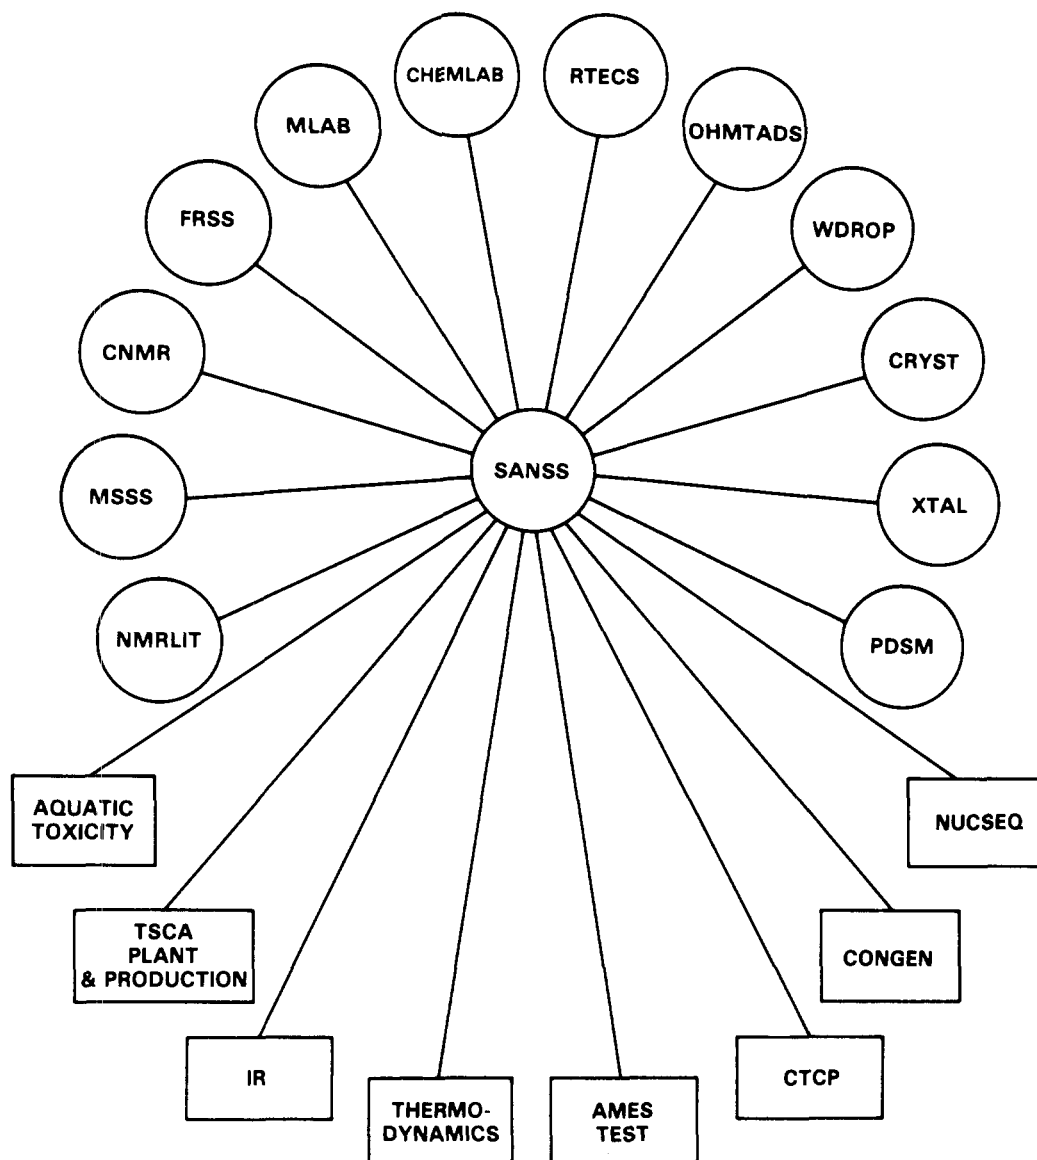 CHEMLAB
RTECS
MLAB
OHMTADS
FRSS
WDROP
CNMR
CRYST
SANSS
MSSS
XTAL
NMRLIT
PDSM
AQUATIC
TOXICITY
NUCSEQ
TSCA
PLANT
& PRODUCTION
CONGEN
IR
CTCP
THERMO-
DYNAMICS
AMES
TEST